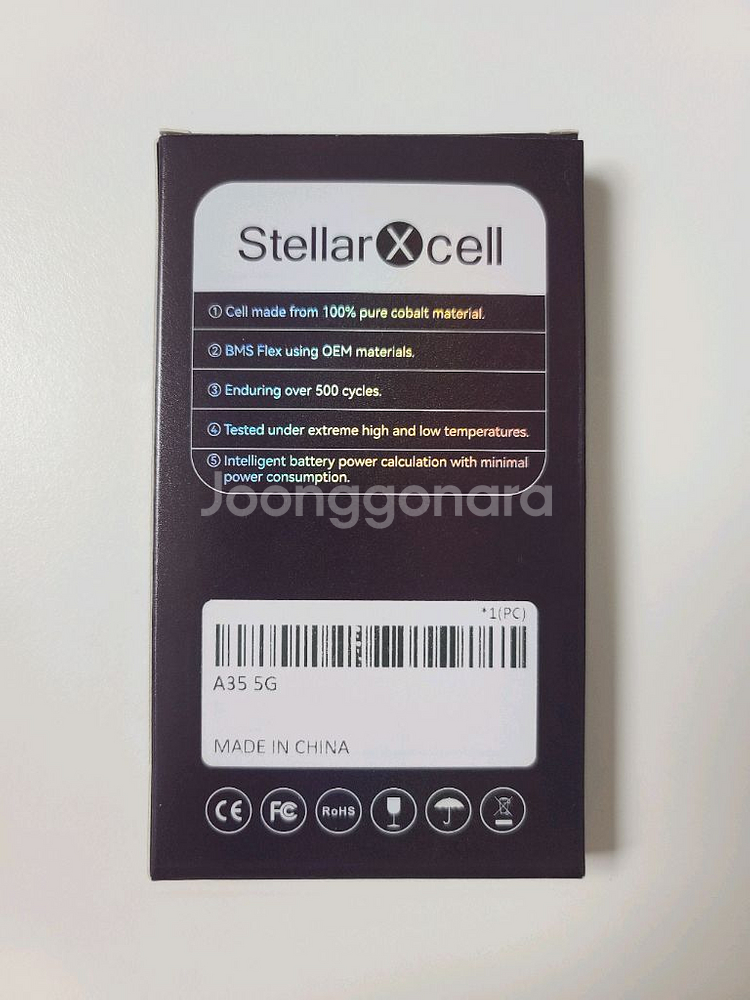 StellarXcell
① Cell made from 100% pure cobalt material.
② BMS Flex using OEM materials.
③ Enduring over 500 cycles.
④ Tested under extreme high and low temperatures.
⑤ Intelligent battery power calculation with minimal
power consumption.
Joonggonara
*1(PC)
A35 5G
MADE IN CHINA
CE FC RoHS